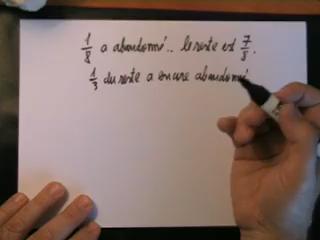 1/8 a abandonné.. le reste est 7/8.
1/3 du reste a encore abandonné